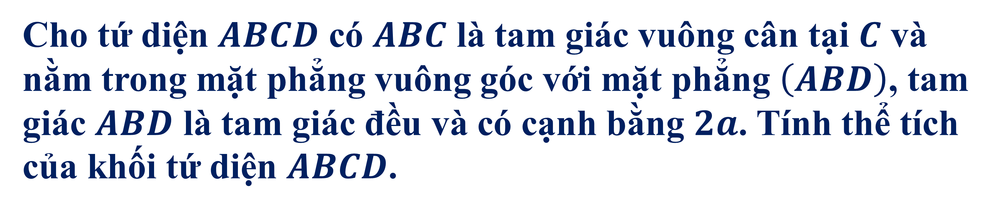 Cho tứ diện ABCD có ABC là tam giác vuông cân tại C và
nằm trong mặt phẳng vuông góc với mặt phẳng (ABD), tam
giác ABD là tam giác đều và có cạnh bằng 2a. Tính thể tích
của khối tứ diện ABCD.